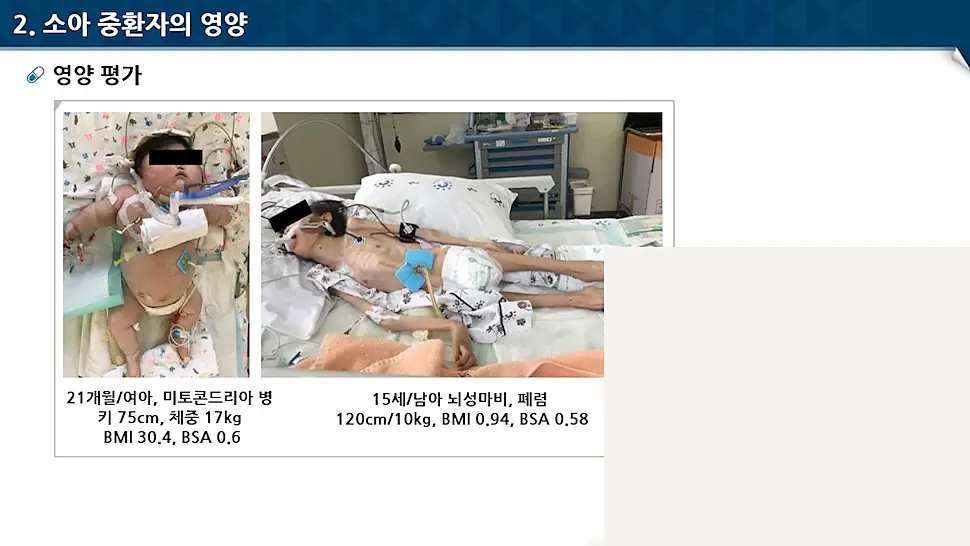 2. 소아 중환자의 영양
영양 평가
21개월/여아, 미토콘드리아 병
키 75cm, 체중 17kg
BMI 30.4, BSA 0.6
15세/남아 뇌성마비, 폐렴
120cm/10kg, BMI 0.94, BSA 0.58